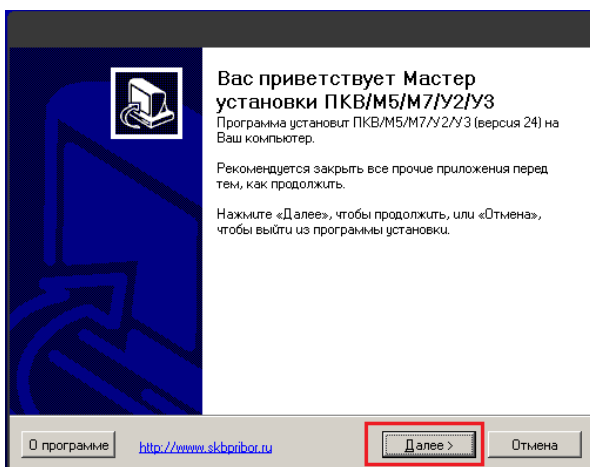 Вас приветствует Мастер
установки ПКВ/М5/М7/У2/У3
Программа установит ПКВ/М5/М7/У2/У3 (версия 24) на
Ваш компьютер.
Рекомендуется закрыть все прочие приложения перед
тем, как продолжить.
Нажмите «Далее», чтобы продолжить, или «Отмена»,
чтобы выйти из программы установки.
О программе
http://www.skbpribor.ru
Далее >
Отмена